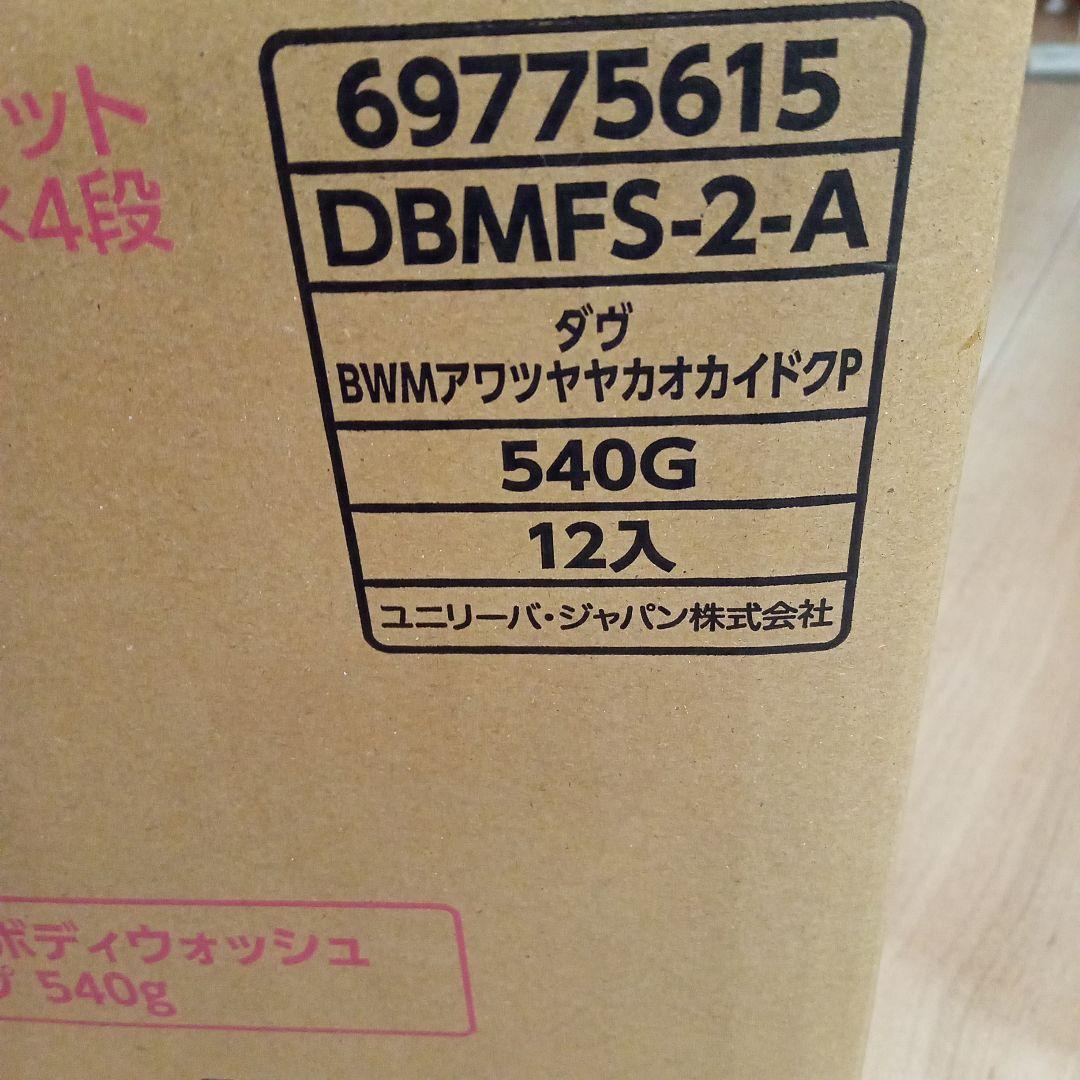 69775615
DBMFS-2-A
ダヴ
BWMアワツヤヤカオカイドクP
540G
12入
ユニリーバ・ジャパン株式会社
ット
×4段
ボディウォッシュ
プ 540g